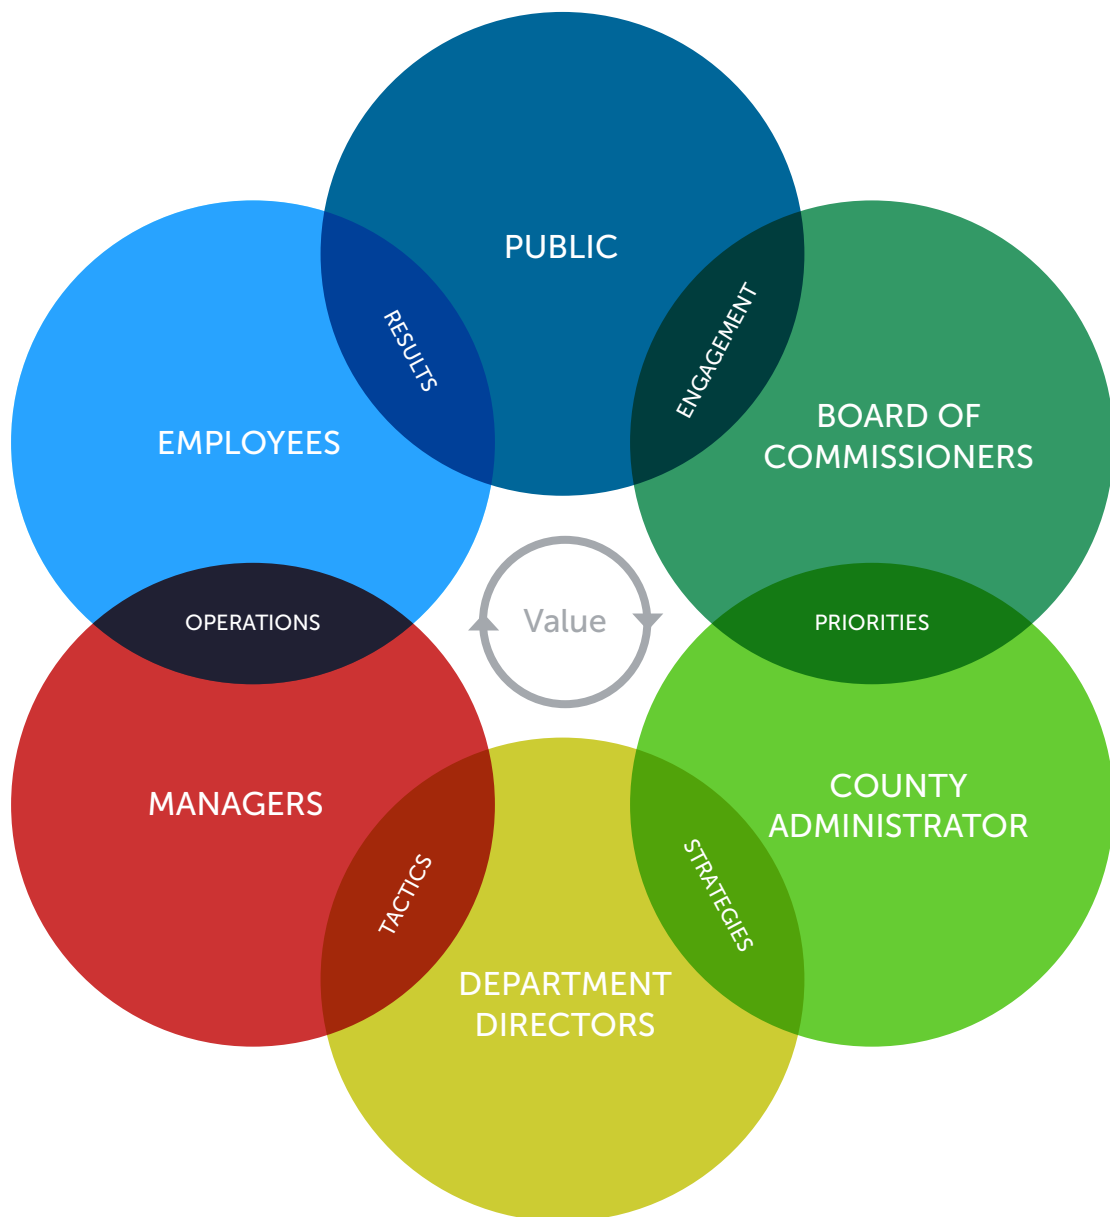 PUBLIC
RESULTS
ENGAGEMENT
EMPLOYEES
BOARD OF
COMMISSIONERS
OPERATIONS
Value
PRIORITIES
MANAGERS
COUNTY
ADMINISTRATOR
TACTICS
STRATEGIES
DEPARTMENT
DIRECTORS